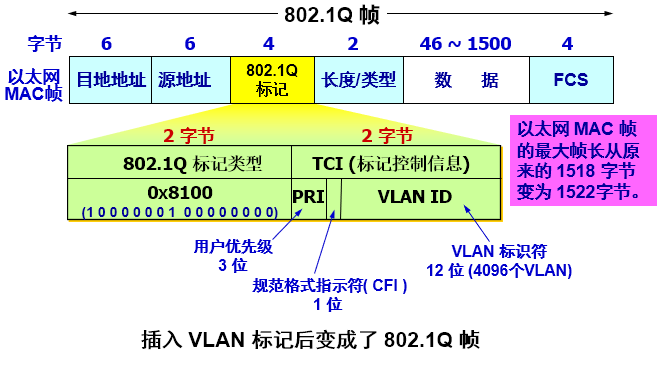 802.1Q 帧
字节 6 6 4 2 46 ~ 1500 4
以太网
MAC帧
目地地址 源地址 802.1Q
标记 长度/类型 数 据 FCS
2 字节 2 字节
802.1Q 标记类型 TCI (标记控制信息)
0x8100
(1 0 0 0 0 0 0 1 0 0 0 0 0 0 0 0)
PRI VLAN ID
以太网 MAC 帧
的最大帧长从原
来的 1518 字节
变为 1522字节。
用户优先级
3 位
规范格式指示符( CFI )
1 位
VLAN 标识符
12 位 (4096个VLAN)
插入 VLAN 标记后变成了 802.1Q 帧